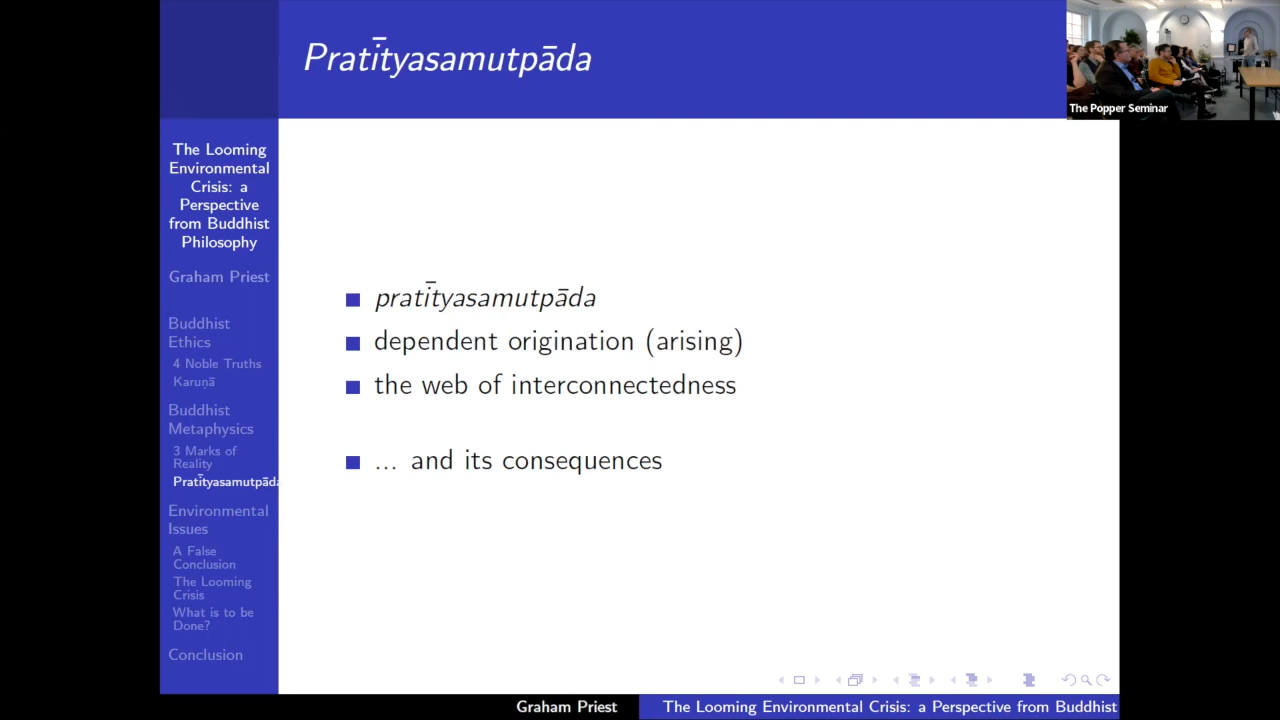 Pratītyasamutpāda
The Popper Seminar
The Looming
Environmental
Crisis: a
Perspective
from Buddhist
Philosophy
Graham Priest
Buddhist
Ethics
4 Noble Truths
Karuṇā
Buddhist
Metaphysics
3 Marks of
Reality
Pratītyasamutpāda
Environmental
Issues
A False
Conclusion
The Looming
Crisis
What is to be
Done?
Conclusion
pratītyasamutpāda
dependent origination (arising)
the web of interconnectedness
... and its consequences
Graham Priest
The Looming Environmental Crisis: a Perspective from Buddhist